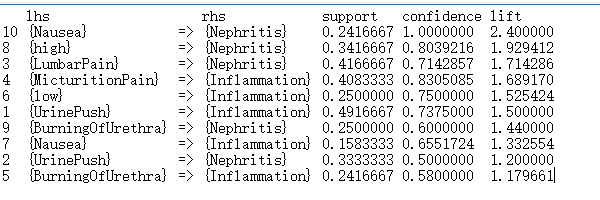 lhs rhs support confidence lift
10 {Nausea} => {Nephritis} 0.2416667 1.0000000 2.400000
8 {high} => {Nephritis} 0.3416667 0.8039216 1.929412
3 {LumbarPain} => {Nephritis} 0.4166667 0.7142857 1.714286
4 {MicturitionPain} => {Inflammation} 0.4083333 0.8305085 1.689170
6 {low} => {Inflammation} 0.2500000 0.7500000 1.525424
1 {UrinePush} => {Inflammation} 0.4916667 0.7375000 1.500000
9 {BurningOfUrethra} => {Nephritis} 0.2500000 0.6000000 1.440000
7 {Nausea} => {Inflammation} 0.1583333 0.6551724 1.332554
2 {UrinePush} => {Nephritis} 0.3333333 0.5000000 1.200000
5 {BurningOfUrethra} => {Inflammation} 0.2416667 0.5800000 1.179661